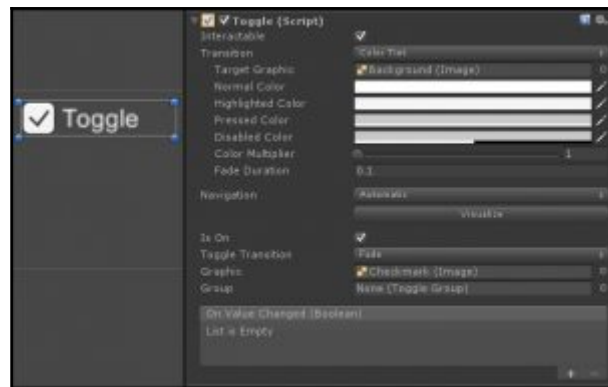 Toggle
Toggle (Script)
Interactable
Transition
Color Tint
Target Graphic
Background (Image)
Normal Color
Highlighted Color
Pressed Color
Disabled Color
Color Multiplier
1
Fade Duration
0.1
Navigation
Automatic
Visualize
Is On
Toggle Transition
Fade
Graphic
Checkmark (Image)
Group
None (Toggle Group)
On Value Changed (Boolean)
List is Empty